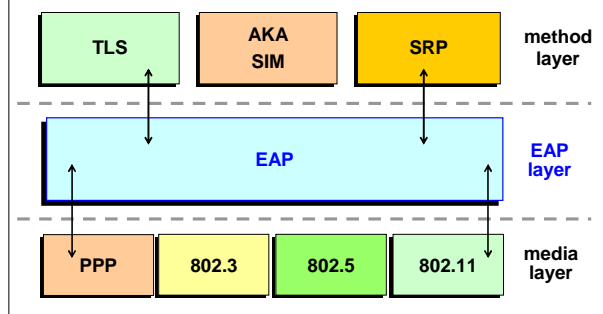 TLS
AKA
SIM
SRP
method
layer
EAP
EAP
layer
PPP
802.3
802.5
802.11
media
layer